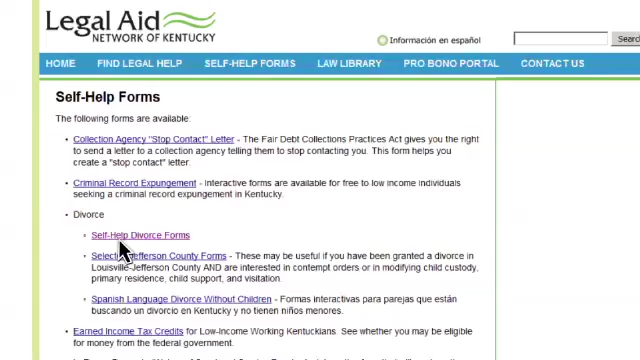 Legal Aid
NETWORK OF KENTUCKY
Información en español
Search
HOME FIND LEGAL HELP SELF-HELP FORMS LAW LIBRARY PRO BONO PORTAL CONTACT US
Self-Help Forms
The following forms are available:
Collection Agency "Stop Contact" Letter - The Fair Debt Collections Practices Act gives you the right
to send a letter to a collection agency telling them to stop contacting you. This form helps you
create a "stop contact" letter.
Criminal Record Expungement - Interactive forms are available for free to low income individuals
seeking a criminal record expungement in Kentucky.
Divorce
Self-Help Divorce Forms
Jefferson County Forms - These may be useful if you have been granted a divorce in
Louisville-Jefferson County AND are interested in contempt orders or in modifying child custody,
primary residence, child support, and visitation.
Spanish Language Divorce Without Children - Formas interactivas para parejas que están
buscando un divorcio en Kentucky y no tienen niños menores.
Earned Income Tax Credits for Low-Income Working Kentuckians. See whether you may be eligible
for money from the federal government.